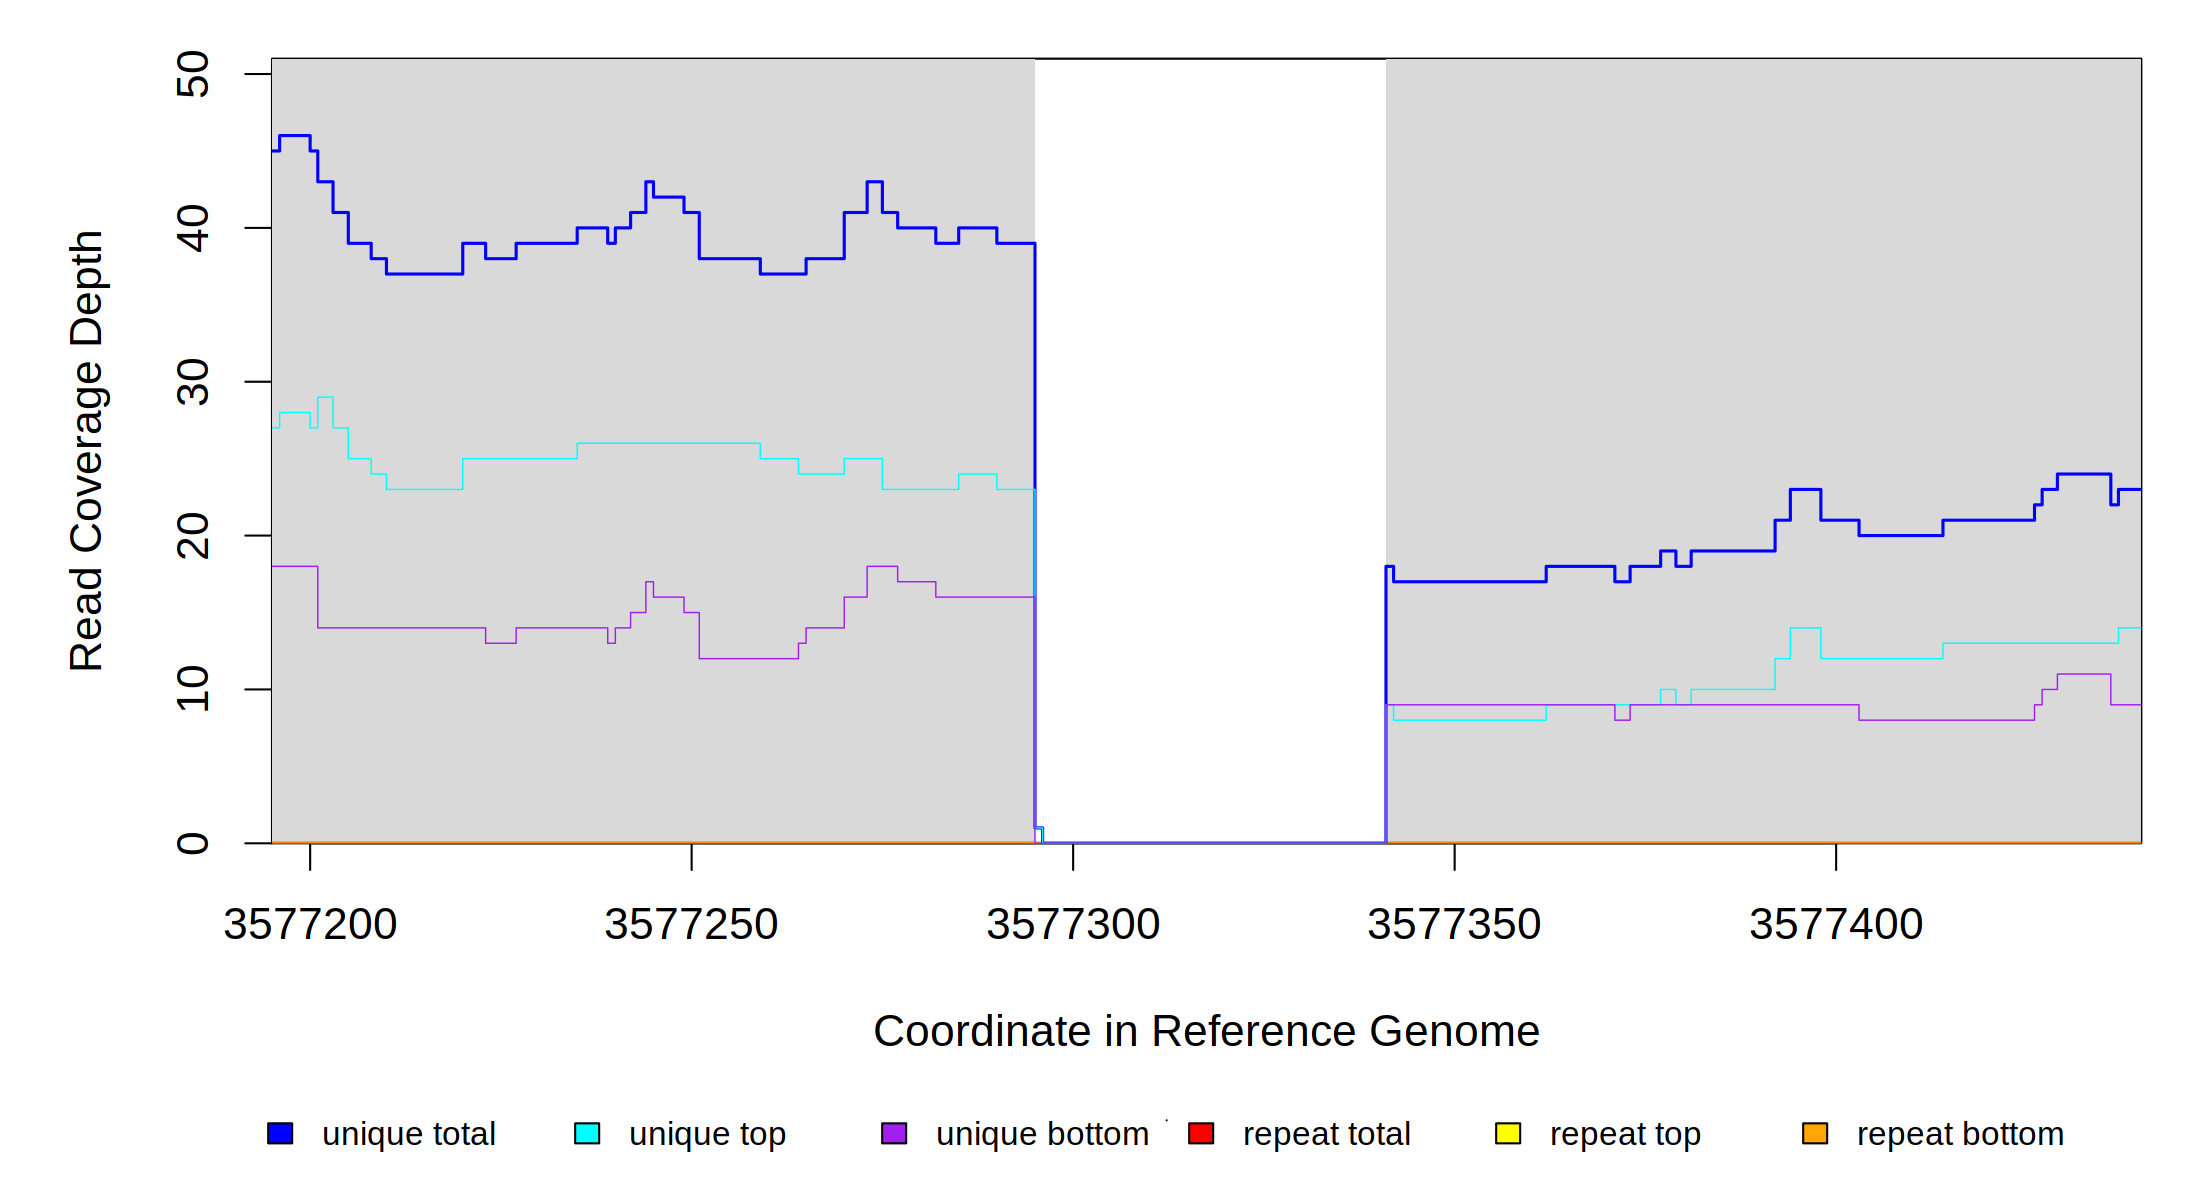 50
40
30
20
10
0
Read Coverage Depth
3577200 3577250 3577300 3577350 3577400
Coordinate in Reference Genome
unique total unique top unique bottom repeat total repeat top repeat bottom